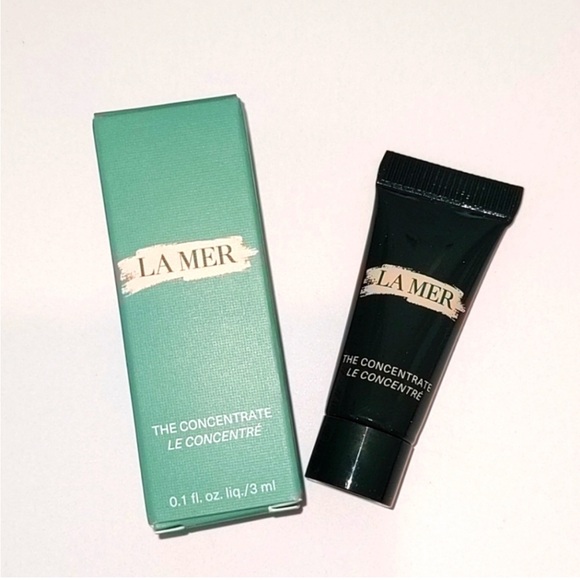 LA MER
THE CONCENTRATE
LE CONCENTRÉ
0.1 fl. oz. liq./3 ml
LA MER
THE CONCENTRATE
LE CONCENTRÉ